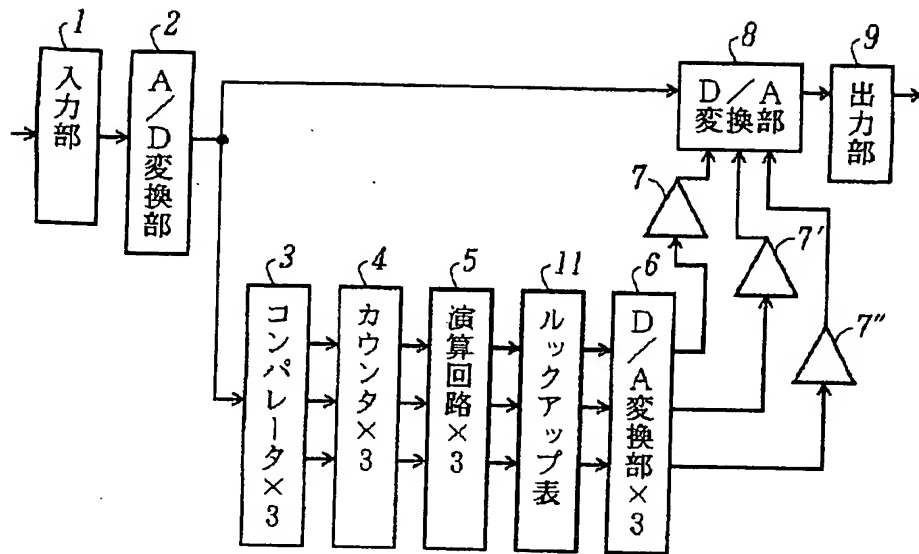 1
入力部
2
A/D変換部
8
D/A
変換部
9
出力部
7
7′
7″
3
コンパレータ×3
4
カウンタ×3
5
演算回路×3
11
ルックアップ表
6
D/A変換部×3